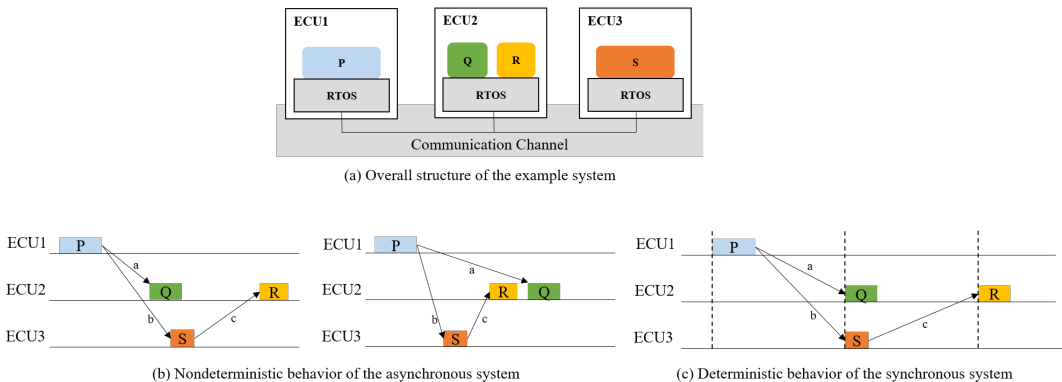 ECU1
ECU2
ECU3
P
Q
R
S
RTOS
RTOS
RTOS
Communication Channel
(a) Overall structure of the example system
ECU1
P
a
ECU2
Q
R
b
c
ECU3
S
(b) Nondeterministic behavior of the asynchronous system
ECU1
P
a
ECU2
R
Q
b
c
ECU3
S
ECU1
P
a
ECU2
Q
R
b
c
ECU3
S
(c) Deterministic behavior of the synchronous system